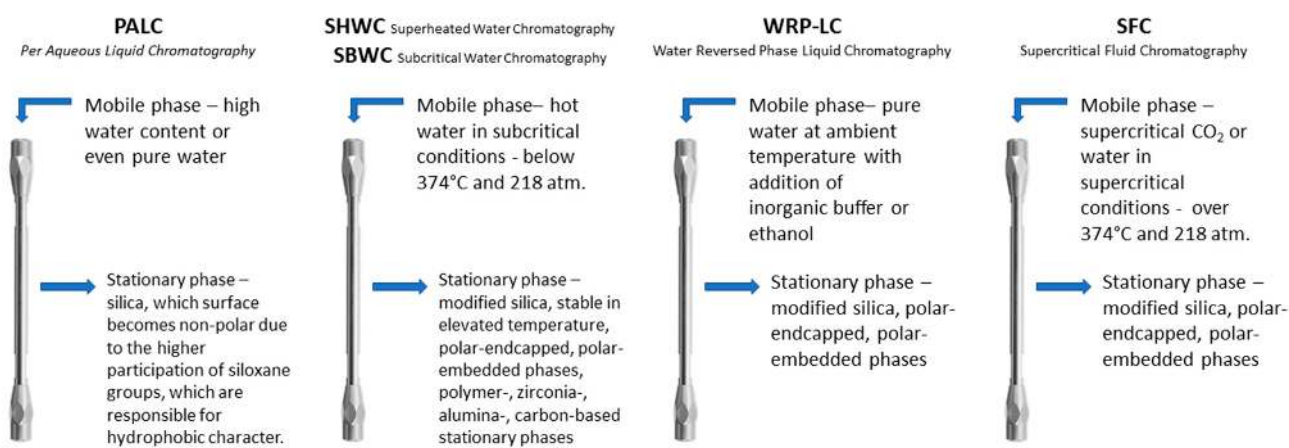 PALC
Per Aqueous Liquid Chromatography
Mobile phase – high
water content or
even pure water
Stationary phase –
silica, which surface
becomes non-polar due
to the higher
participation of siloxane
groups, which are
responsible for
hydrophobic character.
SHWC Superheated Water Chromatography
SBWC Subcritical Water Chromatography
Mobile phase– hot
water in subcritical
conditions - below
374°C and 218 atm.
Stationary phase –
modified silica, stable in
elevated temperature,
polar-endcapped, polar-
embedded phases,
polymer-, zirconia-,
alumina-, carbon-based
stationary phases
WRP-LC
Water Reversed Phase Liquid Chromatography
Mobile phase– pure
water at ambient
temperature with
addition of
inorganic buffer or
ethanol
Stationary phase –
modified silica, polar-
endcapped, polar-
embedded phases
SFC
Supercritical Fluid Chromatography
Mobile phase –
supercritical CO₂ or
water in
supercritical
conditions - over
374°C and 218 atm.
Stationary phase –
modified silica, polar-
endcapped, polar-
embedded phases